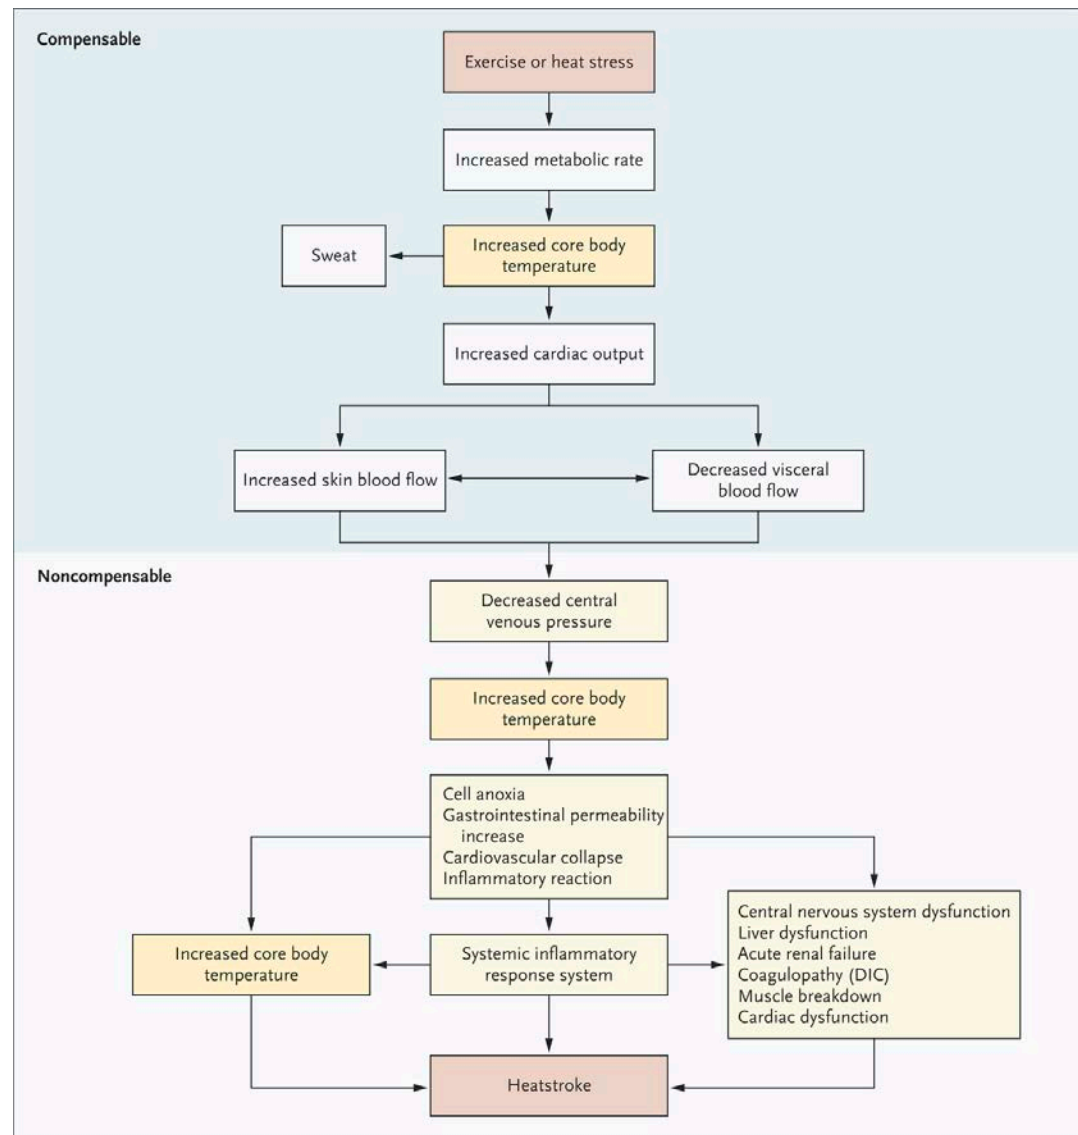 Compensable
Exercise or heat stress
Increased metabolic rate
Sweat
Increased core body
temperature
Increased cardiac output
Increased skin blood flow
Decreased visceral
blood flow
Noncompensable
Decreased central
venous pressure
Increased core body
temperature
Cell anoxia
Gastrointestinal permeability
increase
Cardiovascular collapse
Inflammatory reaction
Increased core body
temperature
Systemic inflammatory
response system
Central nervous system dysfunction
Liver dysfunction
Acute renal failure
Coagulopathy (DIC)
Muscle breakdown
Cardiac dysfunction
Heatstroke